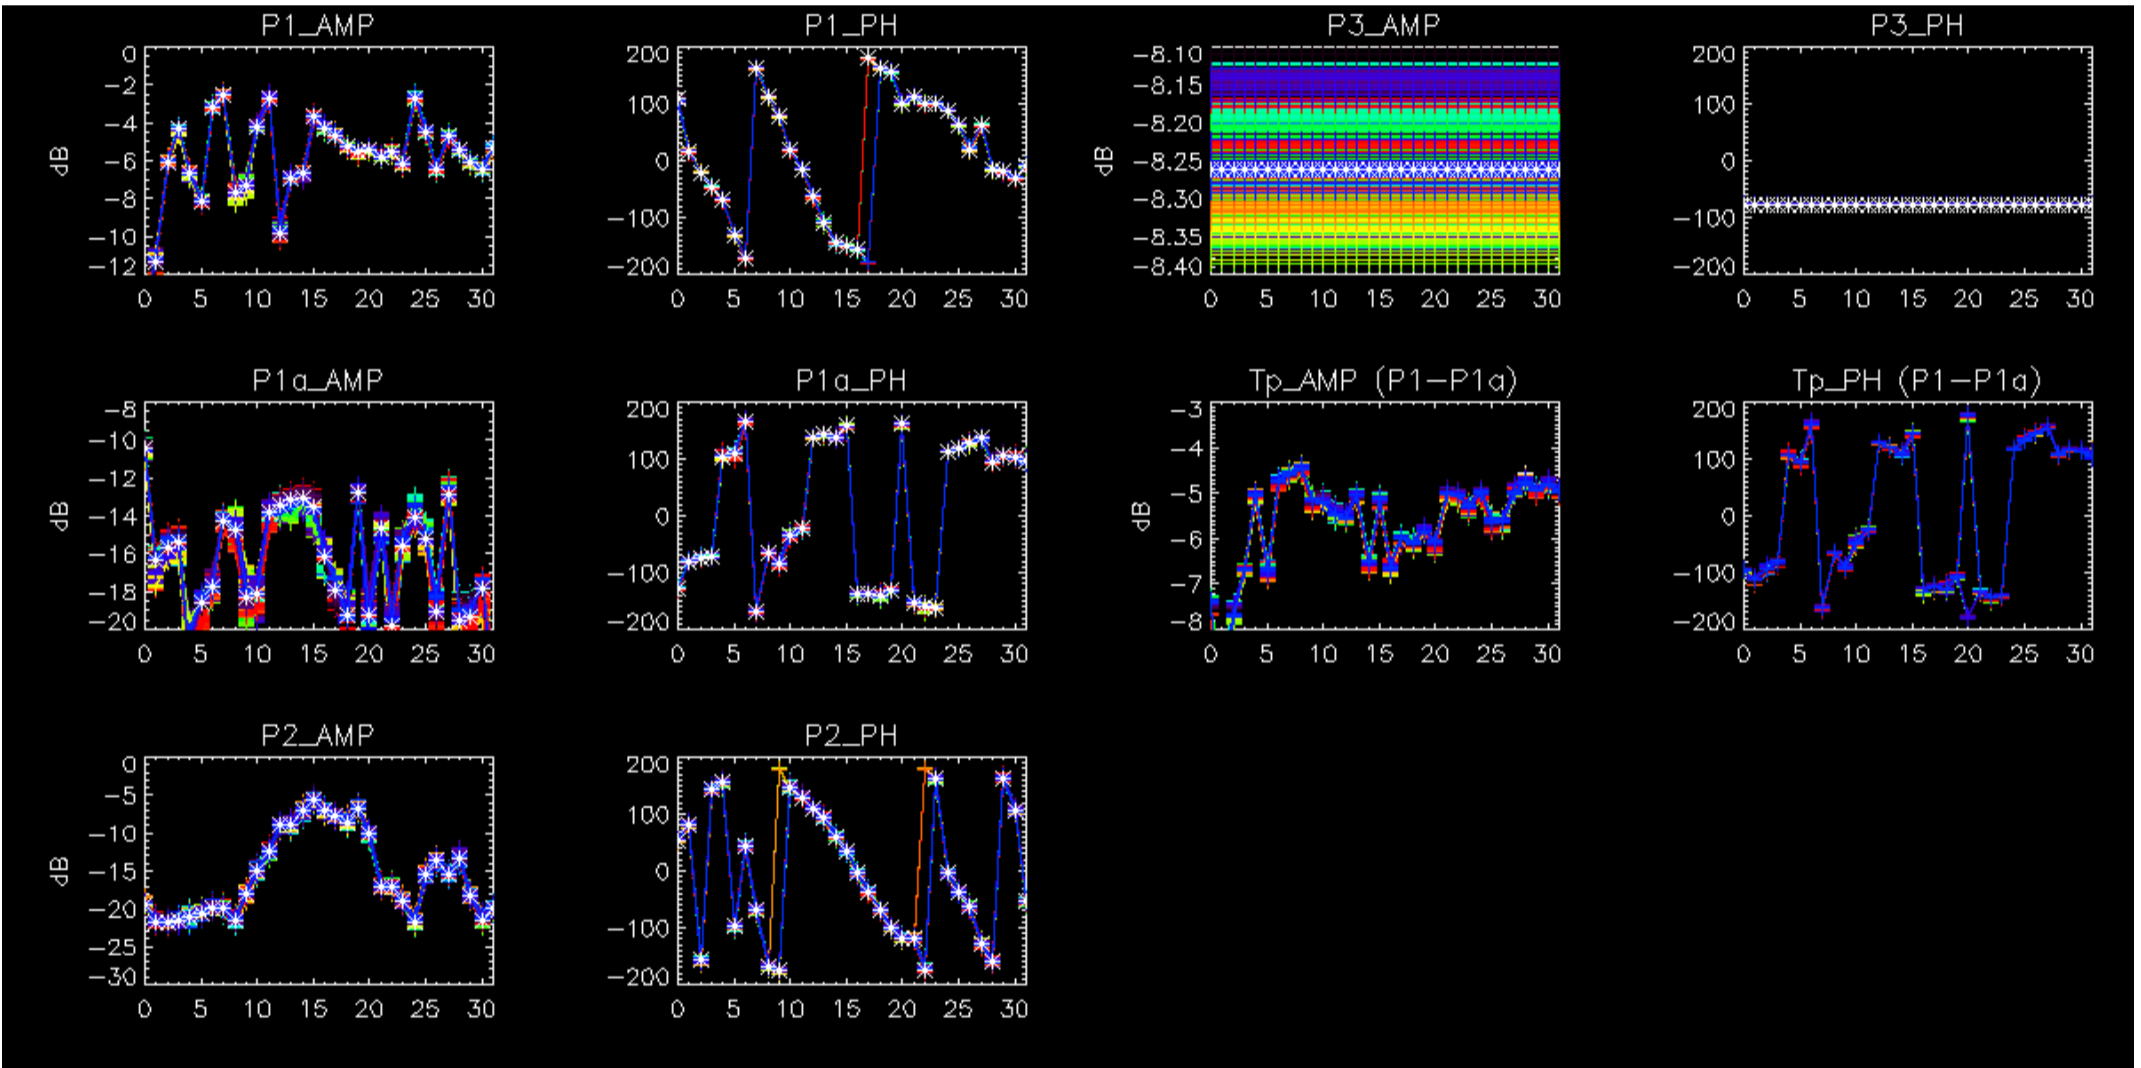 P1_AMP
dB
0
-2
-4
-6
-8
-10
-12
0 5 10 15 20 25 30
P1_PH
200
100
0
-100
-200
0 5 10 15 20 25 30
P3_AMP
dB
-8.10
-8.15
-8.20
-8.25
-8.30
-8.35
-8.40
0 5 10 15 20 25 30
P3_PH
200
100
0
-100
-200
0 5 10 15 20 25 30
P1a_AMP
dB
-8
-10
-12
-14
-16
-18
-20
0 5 10 15 20 25 30
P1a_PH
200
100
0
-100
-200
0 5 10 15 20 25 30
Tp_AMP (P1-P1a)
dB
-3
-4
-5
-6
-7
-8
0 5 10 15 20 25 30
Tp_PH (P1-P1a)
200
100
0
-100
-200
0 5 10 15 20 25 30
P2_AMP
dB
0
-5
-10
-15
-20
-25
-30
0 5 10 15 20 25 30
P2_PH
200
100
0
-100
-200
0 5 10 15 20 25 30